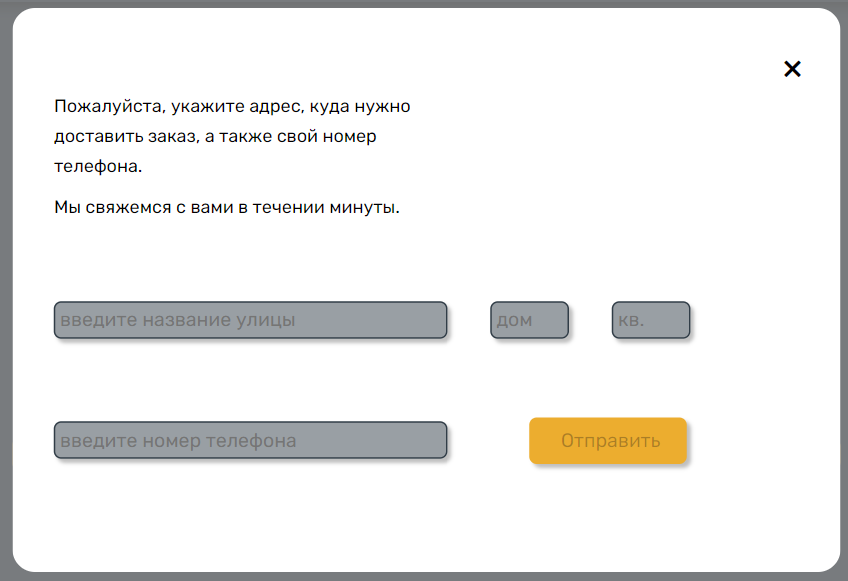 Пожалуйста, укажите адрес, куда нужно
доставить заказ, а также свой номер
телефона.
Мы свяжемся с вами в течении минуты.
введите название улицы дом кв.
введите номер телефона Отправить